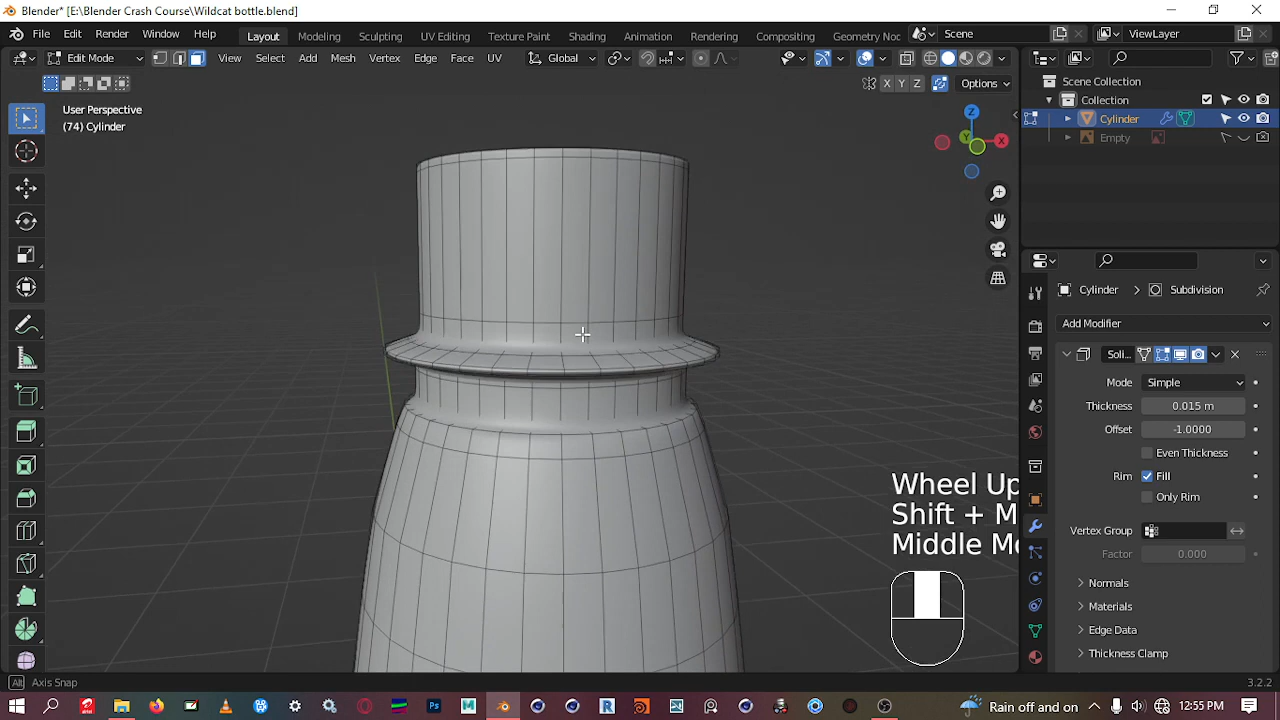 Blender* [E:\Blender Crash Course\Wildcat bottle.blend]
File Edit Render Window Help Layout Modeling Sculpting UV Editing Texture Paint Shading Animation Rendering Compositing Geometry Noc Scene ViewLayer
Edit Mode View Select Add Mesh Vertex Edge Face UV Global
X Y Z Options
User Perspective
(74) Cylinder
Z
Y
X
Scene Collection
Collection
Cylinder
Empty
Cylinder Subdivision
Add Modifier
Soli...
Mode Simple
Thickness 0.015 m
Offset -1.0000
Even Thickness
Rim Fill
Only Rim
Vertex Group
Factor 0.000
Normals
Materials
Edge Data
Thickness Clamp
Wheel Up
Shift + M
Middle Mo
Alt Axis Snap
3.2.2
Rain off and on
12:55 PM